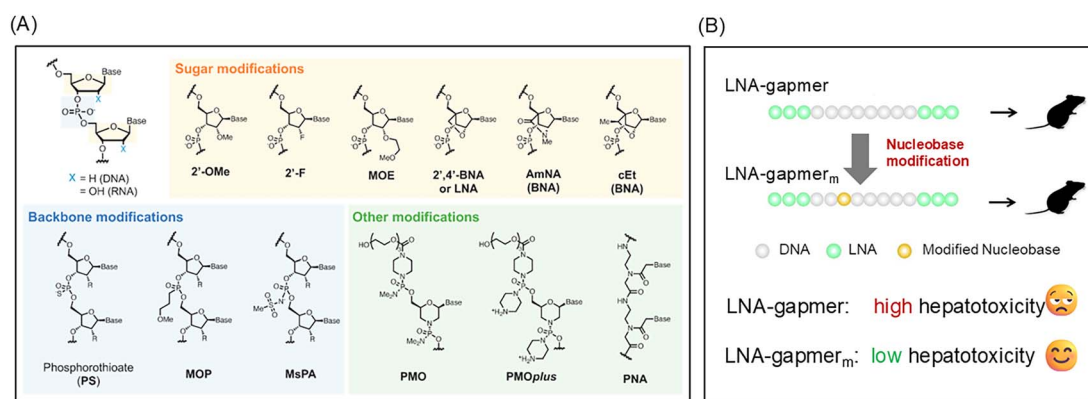 (A)
Base
X
X = H (DNA)
= OH (RNA)
Sugar modifications
2'-OMe
2'-F
MOE
2',4'-BNA
or LNA
AmNA
(BNA)
cEt
(BNA)
Backbone modifications
Phosphorothioate
(PS)
MOP
MsPA
Other modifications
PMO
PMOplus
PNA
(B)
LNA-gapmer
Nucleobase
modification
LNA-gapmerm
DNA
LNA
Modified Nucleobase
LNA-gapmer: high hepatotoxicity
LNA-gapmerm: low hepatotoxicity